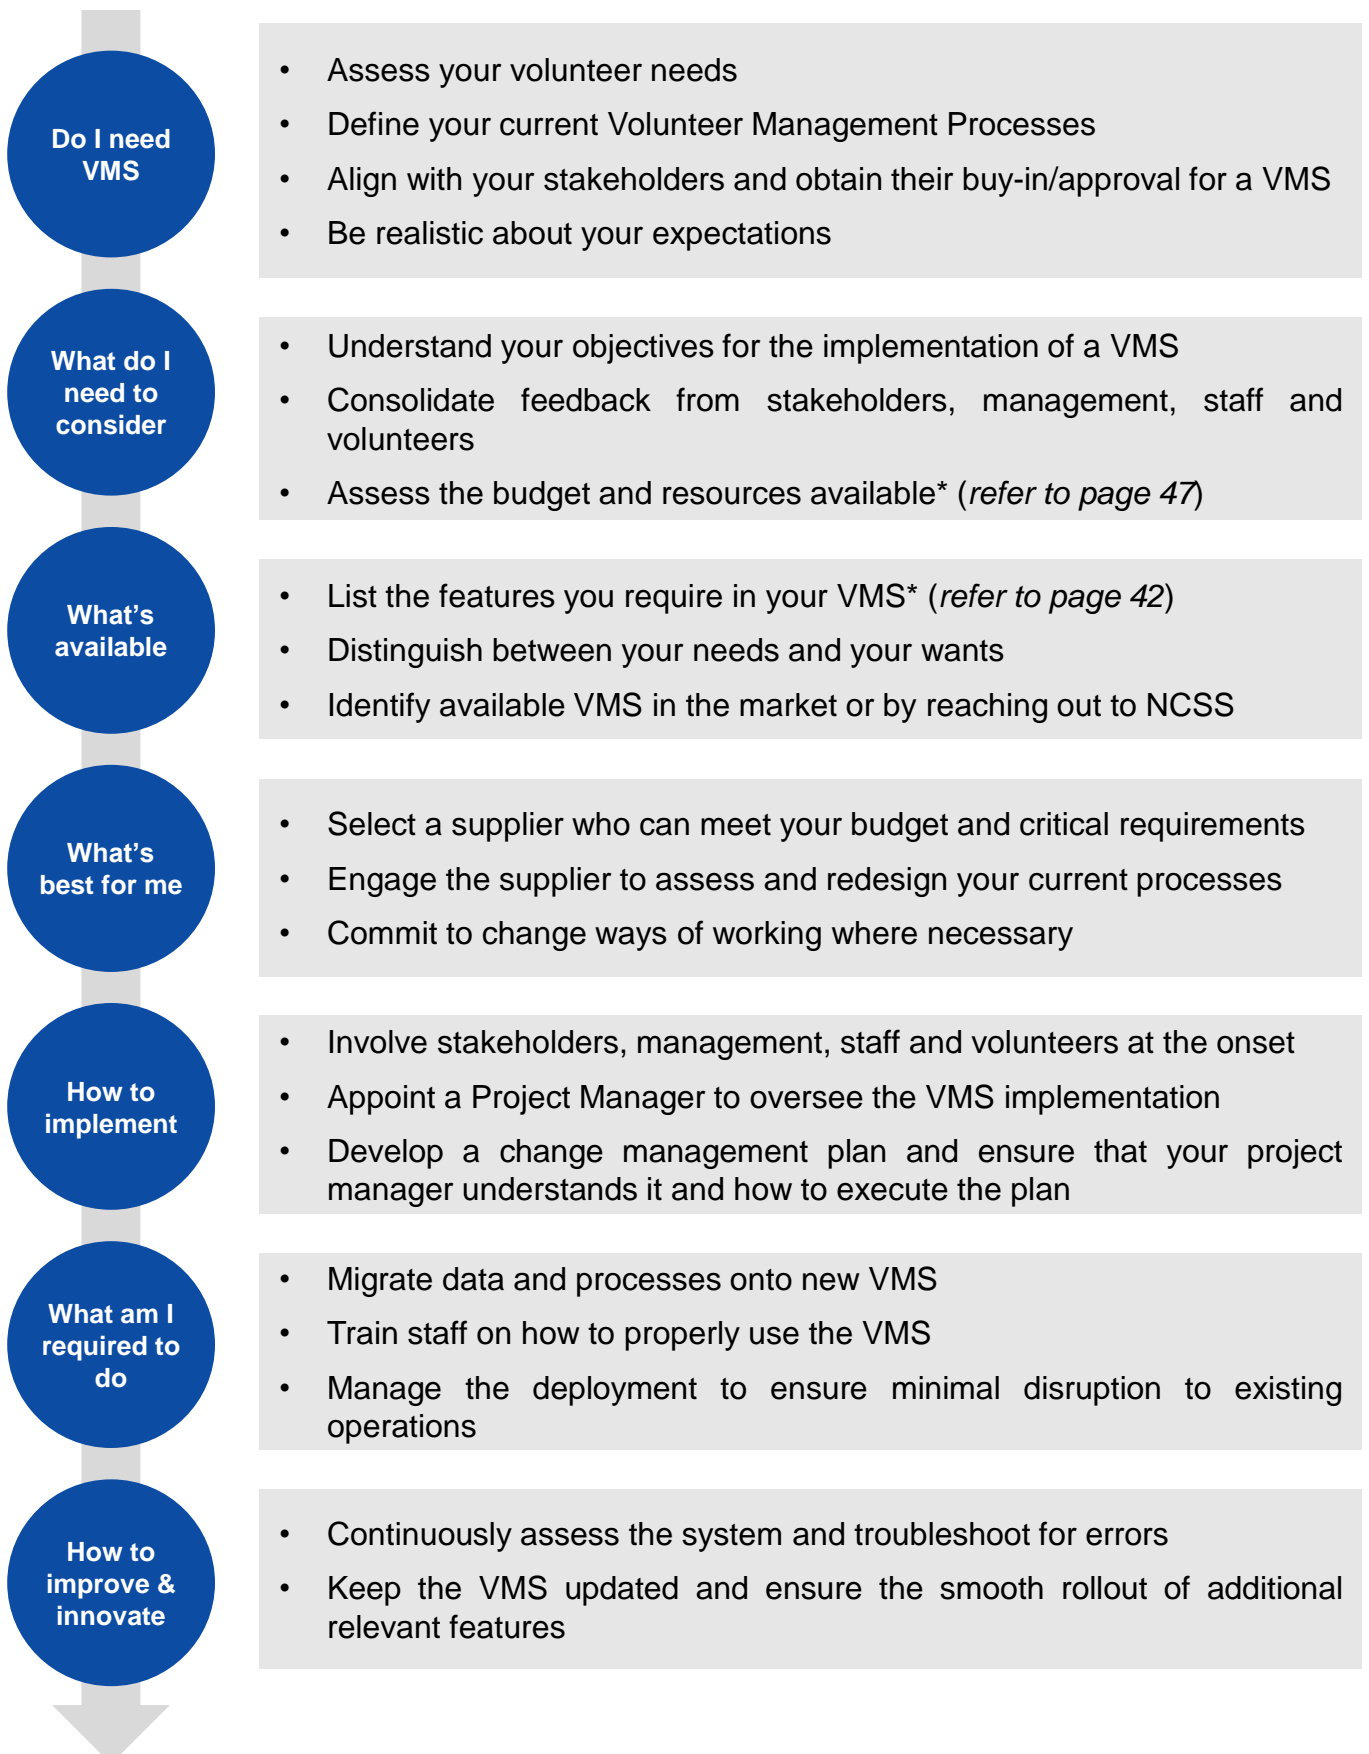 Do I need
VMS
• Assess your volunteer needs
• Define your current Volunteer Management Processes
• Align with your stakeholders and obtain their buy-in/approval for a VMS
• Be realistic about your expectations
What do I
need to
consider
• Understand your objectives for the implementation of a VMS
• Consolidate feedback from stakeholders, management, staff and
volunteers
• Assess the budget and resources available* (refer to page 47)
What's
available
• List the features you require in your VMS* (refer to page 42)
• Distinguish between your needs and your wants
• Identify available VMS in the market or by reaching out to NCSS
What's
best for me
• Select a supplier who can meet your budget and critical requirements
• Engage the supplier to assess and redesign your current processes
• Commit to change ways of working where necessary
How to
implement
• Involve stakeholders, management, staff and volunteers at the onset
• Appoint a Project Manager to oversee the VMS implementation
• Develop a change management plan and ensure that your project
manager understands it and how to execute the plan
What am I
required to
do
• Migrate data and processes onto new VMS
• Train staff on how to properly use the VMS
• Manage the deployment to ensure minimal disruption to existing
operations
How to
improve &
innovate
• Continuously assess the system and troubleshoot for errors
• Keep the VMS updated and ensure the smooth rollout of additional
relevant features